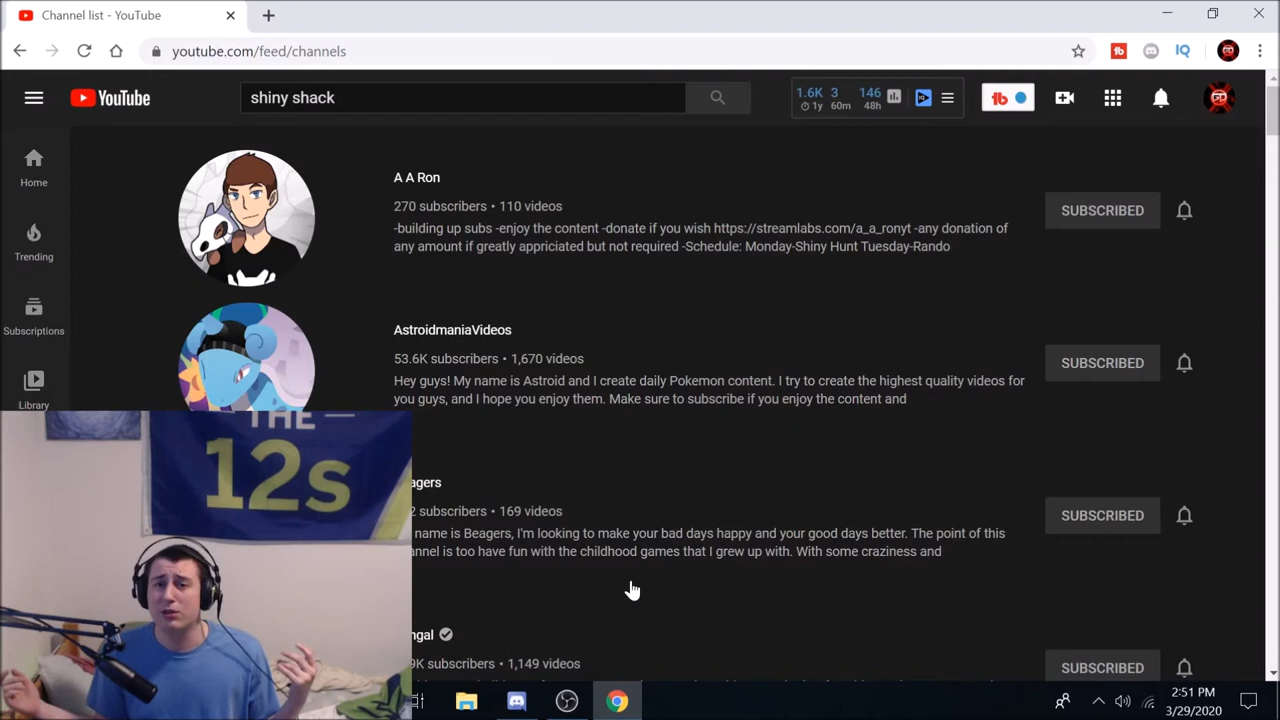 Channel list - YouTube
youtube.com/feed/channels
YouTube
shiny shack
1.6K 3 146
1y 60m 48h
Home
Trending
Subscriptions
Library
A A Ron
270 subscribers • 110 videos
-building up subs -enjoy the content -donate if you wish https://streamlabs.com/a_a_ronyt -any donation of
any amount if greatly appriciated but not required -Schedule: Monday-Shiny Hunt Tuesday-Rando
SUBSCRIBED
AstroidmaniaVideos
53.6K subscribers • 1,670 videos
Hey guys! My name is Astroid and I create daily Pokemon content. I try to create the highest quality videos for
you guys, and I hope you enjoy them. Make sure to subscribe if you enjoy the content and
SUBSCRIBED
agers
2 subscribers • 169 videos
name is Beagers, I'm looking to make your bad days happy and your good days better. The point of this
annel is too have fun with the childhood games that I grew up with. With some craziness and
SUBSCRIBED
ngal
9K subscribers • 1,149 videos
SUBSCRIBED
THE
12s
2:51 PM
3/29/2020